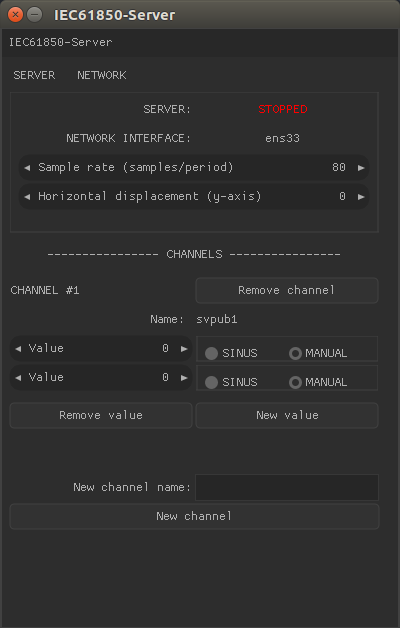 IEC61850-Server
IEC61850-Server
SERVER NETWORK
SERVER: STOPPED
NETWORK INTERFACE: ens33
Sample rate (samples/period) 80
Horizontal displacement (y-axis) 0
---------------- CHANNELS ----------------
CHANNEL #1 Remove channel
Name: svpub1
Value 0 SINUS MANUAL
Value 0 SINUS MANUAL
Remove value New value
New channel name:
New channel